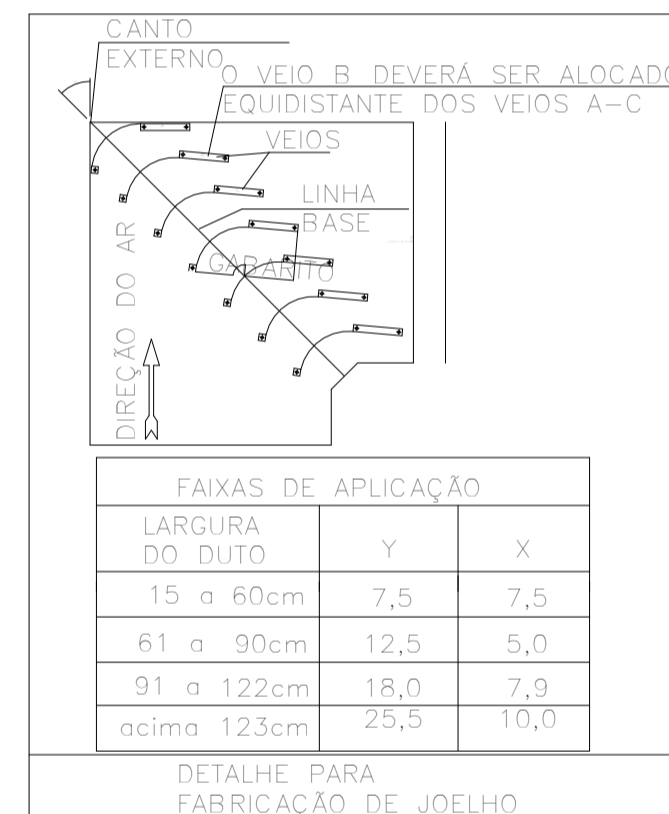 CANTO
EXTERNO
O VEIO B DEVERÁ SER ALOCADO
EQUIDISTANTE DOS VEIOS A-C
VEIOS
LINHA
BASE
GABARITO
DIREÇÃO DO AR
FAIXAS DE APLICAÇÃO
LARGURA
DO DUTO
Y
X
15 a 60cm 7,5 7,5
61 a 90cm 12,5 5,0
91 a 122cm 18,0 7,9
acima 123cm 25,5 10,0
DETALHE PARA
FABRICAÇÃO DE JOELHO